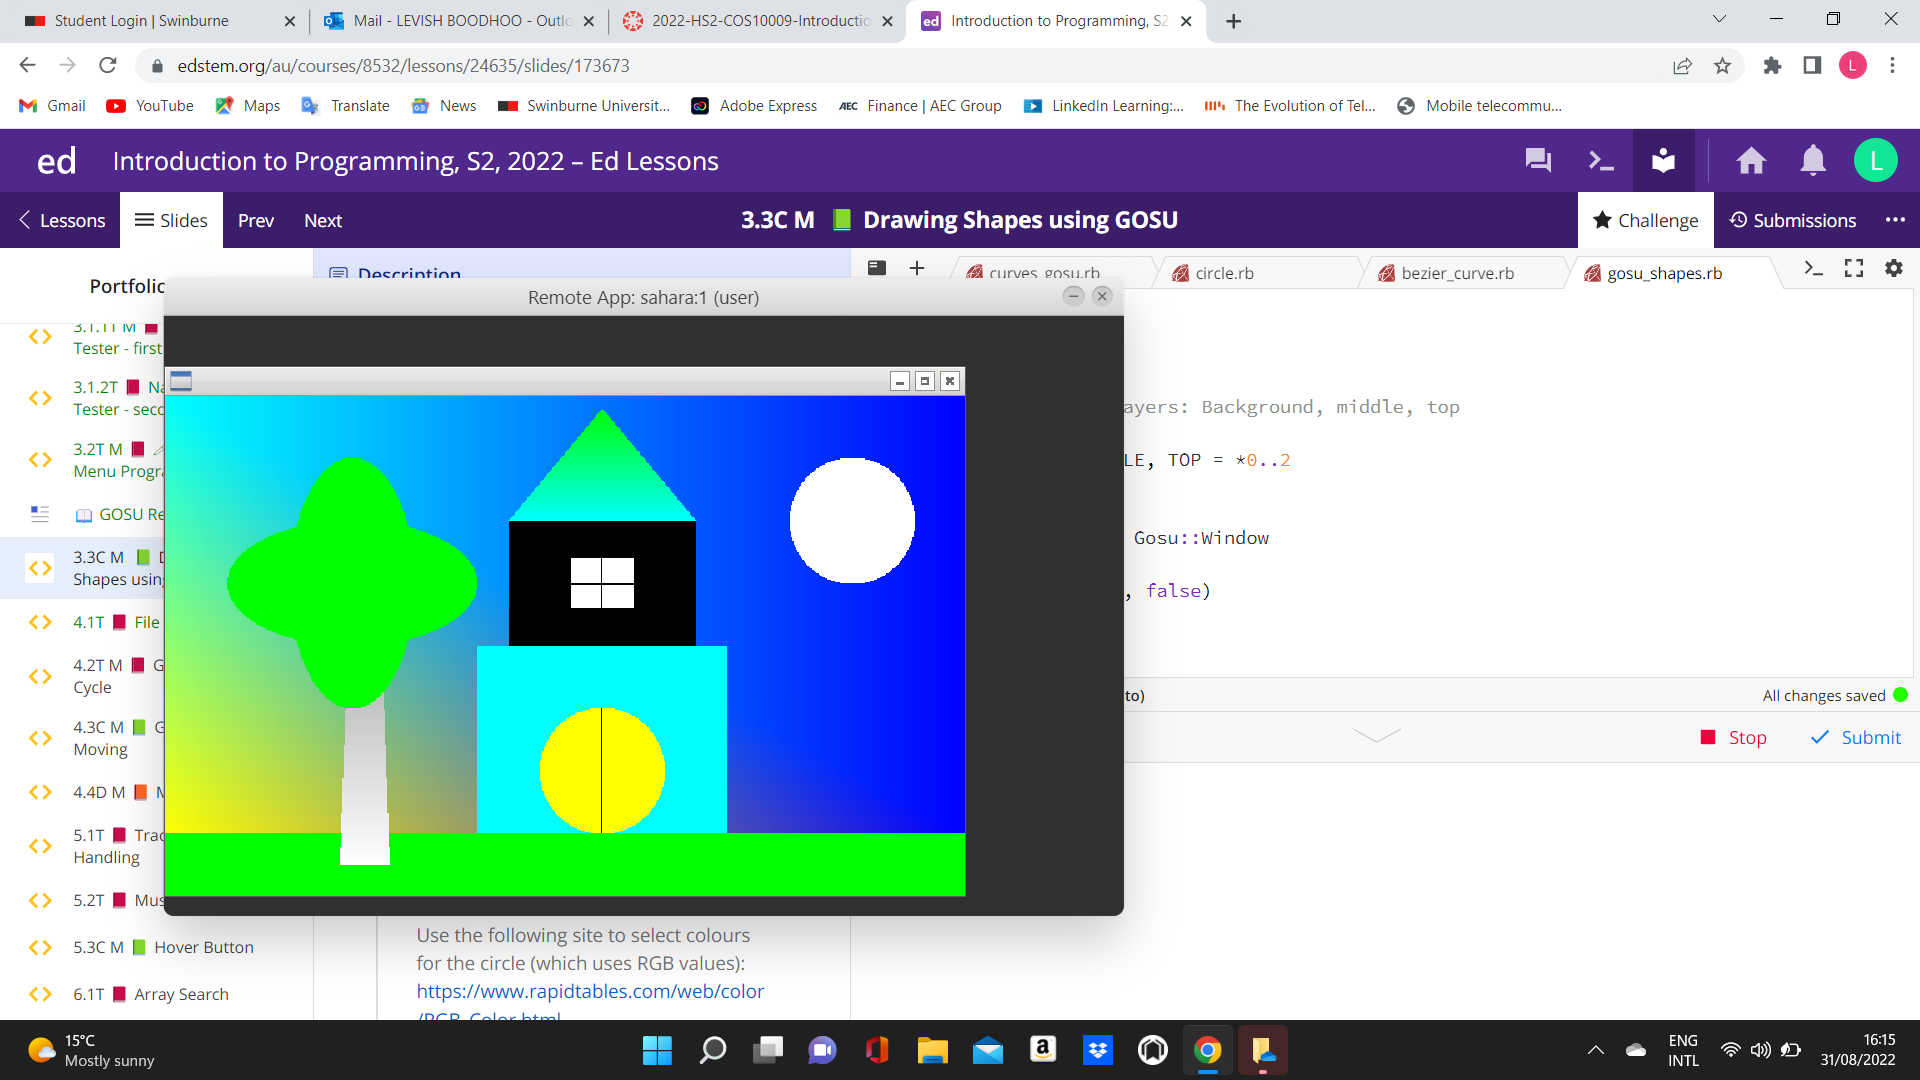 Student Login | Swinburne
Mail - LEVISH BOODHOO - Outlo
2022-HS2-COS10009-Introductio
ed Introduction to Programming, S2
edstem.org/au/courses/8532/lessons/24635/slides/173673
L
Gmail YouTube Maps Translate News Swinburne Universit... Adobe Express AEC Finance | AEC Group LinkedIn Learning:... The Evolution of Tel... Mobile telecommu...
ed Introduction to Programming, S2, 2022 – Ed Lessons
L
Lessons Slides Prev Next 3.3C M Drawing Shapes using GOSU Challenge Submissions
Portfolio
Description
curves_gosu.rb circle.rb bezier_curve.rb gosu_shapes.rb
Remote App: sahara:1 (user)
3.1.1T M
Tester - first
3.1.2T Na
Tester - seco
3.2T M
Menu Progra
GOSU Re
3.3C M D
Shapes using
4.1T File
4.2T M G
Cycle
4.3C M G
Moving
4.4D M M
5.1T Trac
Handling
5.2T Mus
5.3C M Hover Button
6.1T Array Search
ayers: Background, middle, top
LE, TOP = *0..2
Gosu::Window
, false)
to)
All changes saved
Stop Submit
Use the following site to select colours
for the circle (which uses RGB values):
https://www.rapidtables.com/web/color
/RGB_Color.html
15°C
Mostly sunny
a
ENG
INTL
16:15
31/08/2022